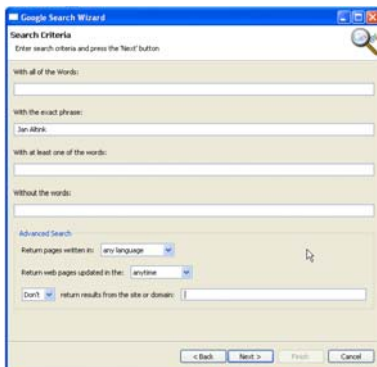 Google Search Wizard
Search Criteria
Enter search criteria and press the 'Next' button
With all of the Words:
With the exact phrase:
Jan Altink
With at least one of the words:
Without the words:
Advanced Search
Return pages written in: any language
Return web pages updated in the: anytime
Don't return results from the site or domain:
< Back Next > Finish Cancel